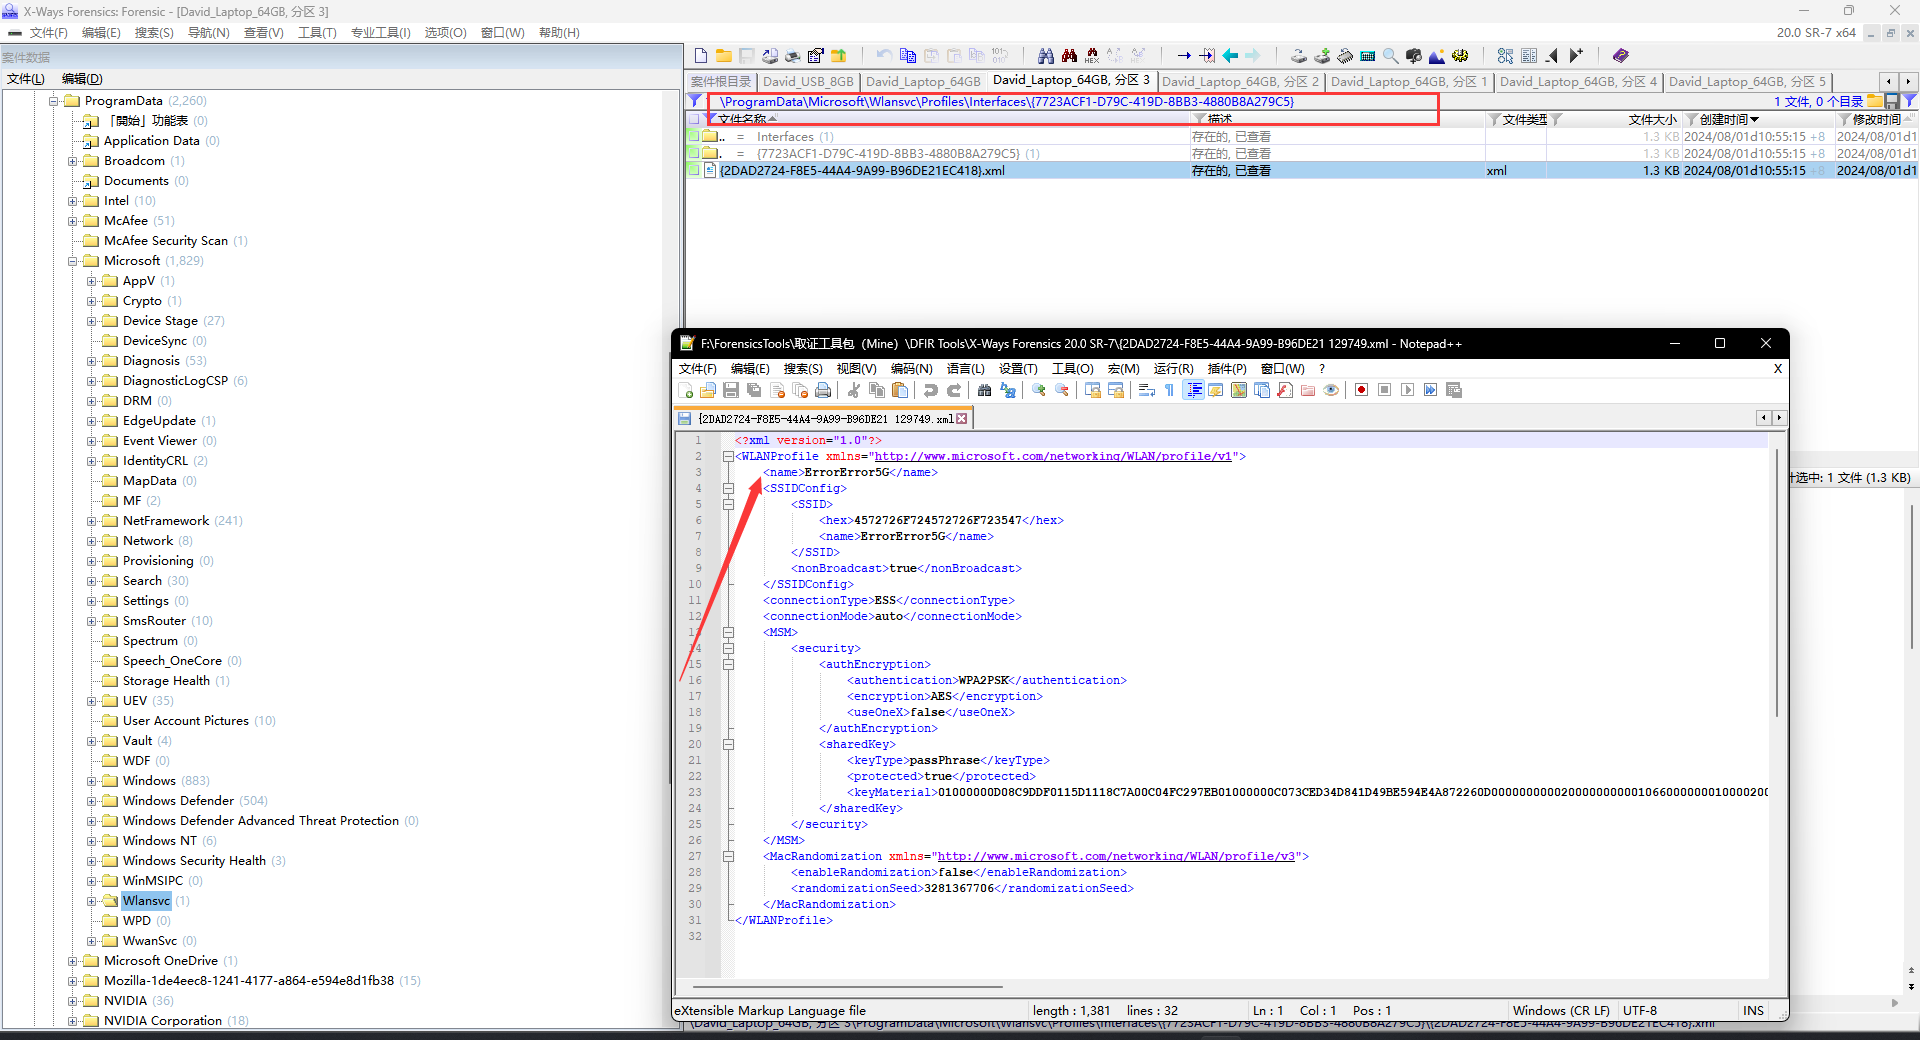 X-Ways Forensics: Forensic - [David_Laptop_64GB, 分区 3]
文件(F) 编辑(E) 搜索(S) 导航(N) 查看(V) 工具(T) 专业工具(I) 选项(O) 窗口(W) 帮助(H) 20.0 SR-7 x64
案件数据
文件(L) 编辑(D)
案件根目录 David_USB_8GB David_Laptop_64GB David_Laptop_64GB, 分区 3 David_Laptop_64GB, 分区 2 David_Laptop_64GB, 分区 1 David_Laptop_64GB, 分区 4 David_Laptop_64GB, 分区 5
\ProgramData\Microsoft\Wlansvc\Profiles\Interfaces\{7723ACF1-D79C-419D-8BB3-4880B8A279C5} 1 文件, 0 个目录
文件名称 描述 文件类型 文件大小 创建时间 修改时间
.. = Interfaces (1) 存在的, 已查看 1.3 KB 2024/08/01d10:55:15 +8 2024/08/01d1
. = {7723ACF1-D79C-419D-8BB3-4880B8A279C5} (1) 存在的, 已查看 1.3 KB 2024/08/01d10:55:15 +8 2024/08/01d1
{2DAD2724-F8E5-44A4-9A99-B96DE21EC418}.xml 存在的, 已查看 xml 1.3 KB 2024/08/01d10:55:15 +8 2024/08/01d1
ProgramData (2,260)
「開始」功能表 (0)
Application Data (0)
Broadcom (1)
Documents (0)
Intel (10)
McAfee (51)
McAfee Security Scan (1)
Microsoft (1,829)
AppV (1)
Crypto (1)
Device Stage (27)
DeviceSync (0)
Diagnosis (53)
DiagnosticLogCSP (6)
DRM (0)
EdgeUpdate (1)
Event Viewer (0)
IdentityCRL (2)
MapData (0)
MF (2)
NetFramework (241)
Network (8)
Provisioning (0)
Search (30)
Settings (0)
SmsRouter (10)
Spectrum (0)
Speech_OneCore (0)
Storage Health (1)
UEV (35)
User Account Pictures (10)
Vault (4)
WDF (0)
Windows (883)
Windows Defender (504)
Windows Defender Advanced Threat Protection (0)
Windows NT (6)
Windows Security Health (3)
WinMSIPC (0)
Wlansvc (1)
WPD (0)
WwanSvc (0)
Microsoft OneDrive (1)
Mozilla-1de4eec8-1241-4177-a864-e594e8d1fb38 (15)
NVIDIA (36)
NVIDIA Corporation (18)
F:\ForensicsTools\取证工具包（Mine）\DFIR Tools\X-Ways Forensics 20.0 SR-7\{2DAD2724-F8E5-44A4-9A99-B96DE21 129749.xml - Notepad++
文件(F) 编辑(E) 搜索(S) 视图(V) 编码(N) 语言(L) 设置(T) 工具(O) 宏(M) 运行(R) 插件(P) 窗口(W) ? X
{2DAD2724-F8E5-44A4-9A99-B96DE21 129749.xml
1 <?xml version="1.0"?>
2 <WLANProfile xmlns="http://www.microsoft.com/networking/WLAN/profile/v1">
3 <name>ErrorError5G</name>
4 <SSIDConfig>
5 <SSID>
6 <hex>4572726F724572726F723547</hex>
7 <name>ErrorError5G</name>
8 </SSID>
9 <nonBroadcast>true</nonBroadcast>
10 </SSIDConfig>
11 <connectionType>ESS</connectionType>
12 <connectionMode>auto</connectionMode>
13 <MSM>
14 <security>
15 <authEncryption>
16 <authentication>WPA2PSK</authentication>
17 <encryption>AES</encryption>
18 <useOneX>false</useOneX>
19 </authEncryption>
20 <sharedKey>
21 <keyType>passPhrase</keyType>
22 <protected>true</protected>
23 <keyMaterial>01000000D08C9DDF0115D1118C7A00C04FC297EB01000000C073CED34D841D49BE594E4A872260D0000000000200000000001066000000010000200
24 </sharedKey>
25 </security>
26 </MSM>
27 <MacRandomization xmlns="http://www.microsoft.com/networking/WLAN/profile/v3">
28 <enableRandomization>false</enableRandomization>
29 <randomizationSeed>3281367706</randomizationSeed>
30 </MacRandomization>
31 </WLANProfile>
32
eXtensible Markup Language file length : 1,381 lines : 32 Ln : 1 Col : 1 Pos : 1 Windows (CR LF) UTF-8 INS
选中: 1 文件 (1.3 KB)
\David_Laptop_64GB, 分区 3\ProgramData\Microsoft\Wlansvc\Profiles\Interfaces\{7723ACF1-D79C-419D-8BB3-4880B8A279C5}\{2DAD2724-F8E5-44A4-9A99-B96DE21EC418}.xml